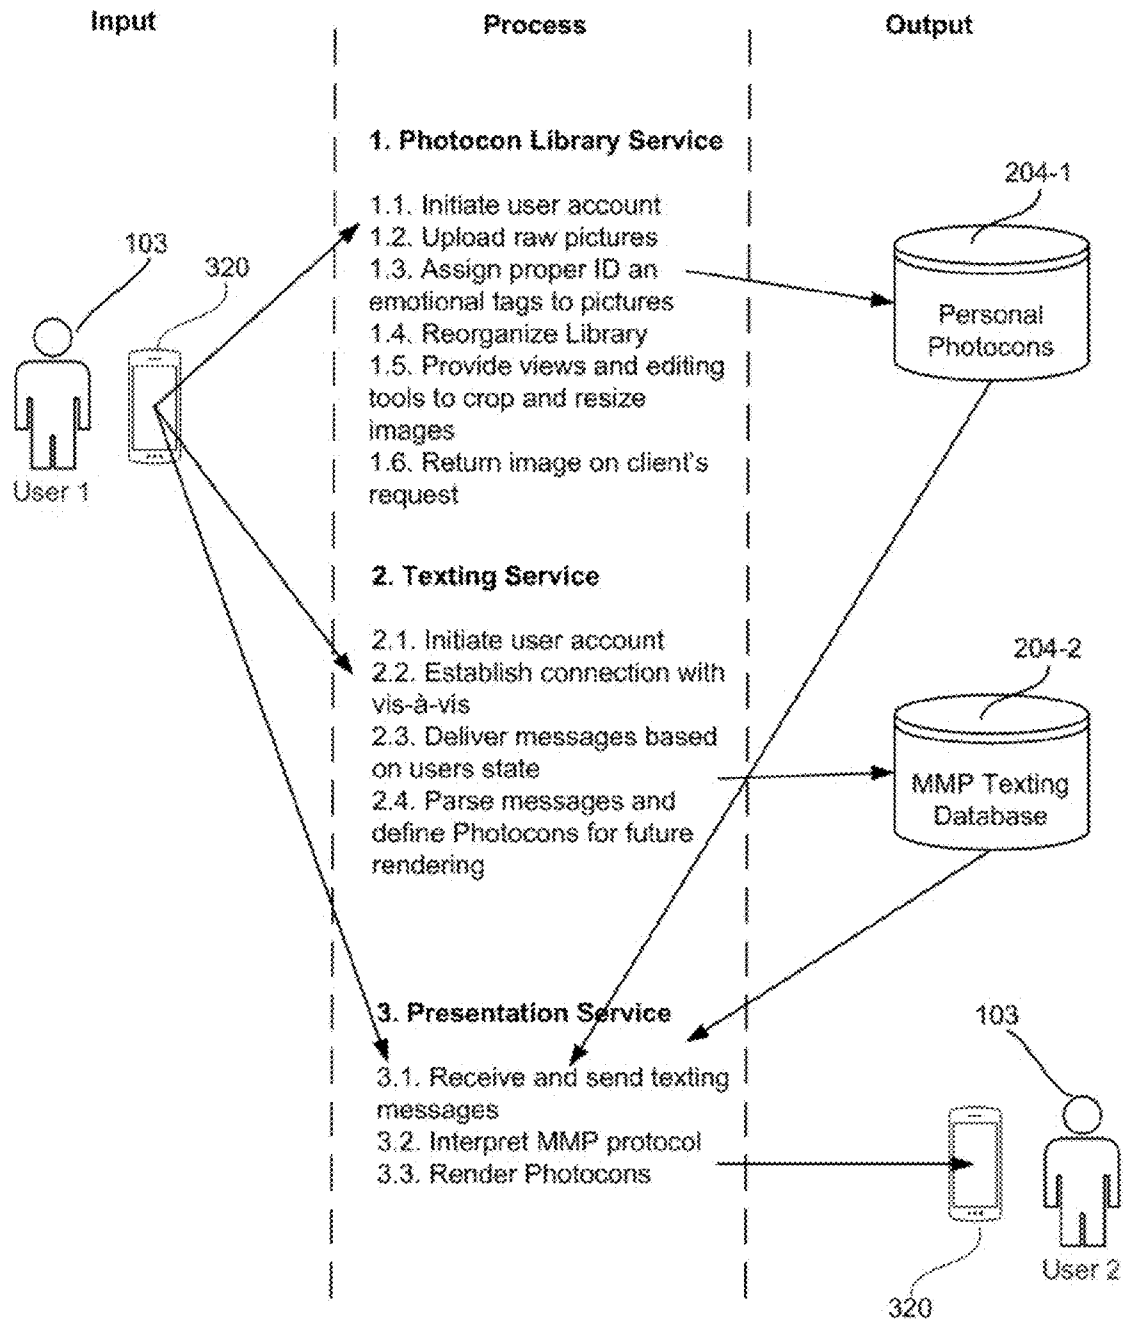 Input
Process
Output
1. Photocon Library Service
204-1
1.1. Initiate user account
1.2. Upload raw pictures
1.3. Assign proper ID an
emotional tags to pictures
1.4. Reorganize Library
1.5. Provide views and editing
tools to crop and resize
images
1.6. Return image on client's
request
103
320
User 1
Personal
Photocons
2. Texting Service
2.1. Initiate user account
2.2. Establish connection with
vis-à-vis
2.3. Deliver messages based
on users state
2.4. Parse messages and
define Photocons for future
rendering
204-2
MMP Texting
Database
3. Presentation Service
3.1. Receive and send texting
messages
3.2. Interpret MMP protocol
3.3. Render Photocons
103
User 2
320